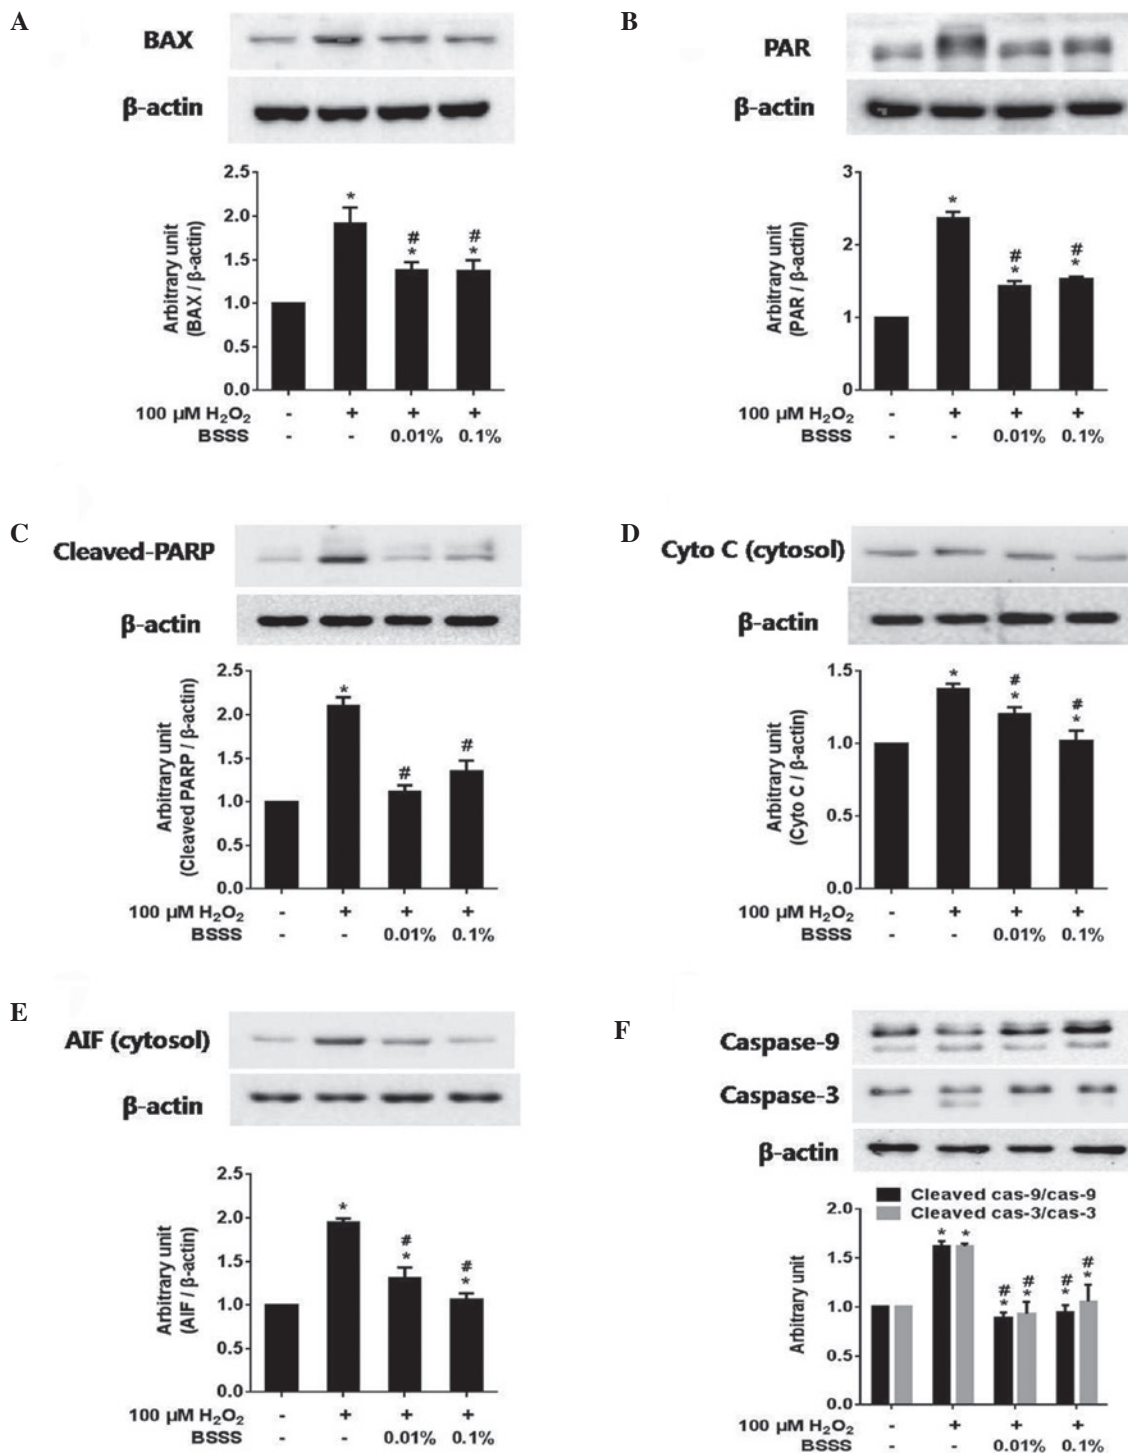 A
BAX
β-actin
2.5
2.0
1.5
1.0
0.5
0.0
Arbitrary unit
(BAX / β-actin)
*
#
*
#
*
100 µM H₂O₂ - + + +
BSSS - - 0.01% 0.1%
B
PAR
β-actin
3
2
1
0
Arbitrary unit
(PAR / β-actin)
*
#
*
#
*
100 µM H₂O₂ - + + +
BSSS - - 0.01% 0.1%
C
Cleaved-PARP
β-actin
2.5
2.0
1.5
1.0
0.5
0.0
Arbitrary unit
(Cleaved PARP / β-actin)
*
#
#
100 µM H₂O₂ - + + +
BSSS - - 0.01% 0.1%
D
Cyto C (cytosol)
β-actin
1.5
1.0
0.5
0.0
Arbitrary unit
(Cyto C / β-actin)
*
#
*
#
*
100 µM H₂O₂ - + + +
BSSS - - 0.01% 0.1%
E
AIF (cytosol)
β-actin
2.5
2.0
1.5
1.0
0.5
0.0
Arbitrary unit
(AIF / β-actin)
*
#
*
#
*
100 µM H₂O₂ - + + +
BSSS - - 0.01% 0.1%
F
Caspase-9
Caspase-3
β-actin
Cleaved cas-9/cas-9
Cleaved cas-3/cas-3
2.0
1.5
1.0
0.5
0.0
Arbitrary unit
* *
# # # #
* * * *
100 µM H₂O₂ - + + +
BSSS - - 0.01% 0.1%